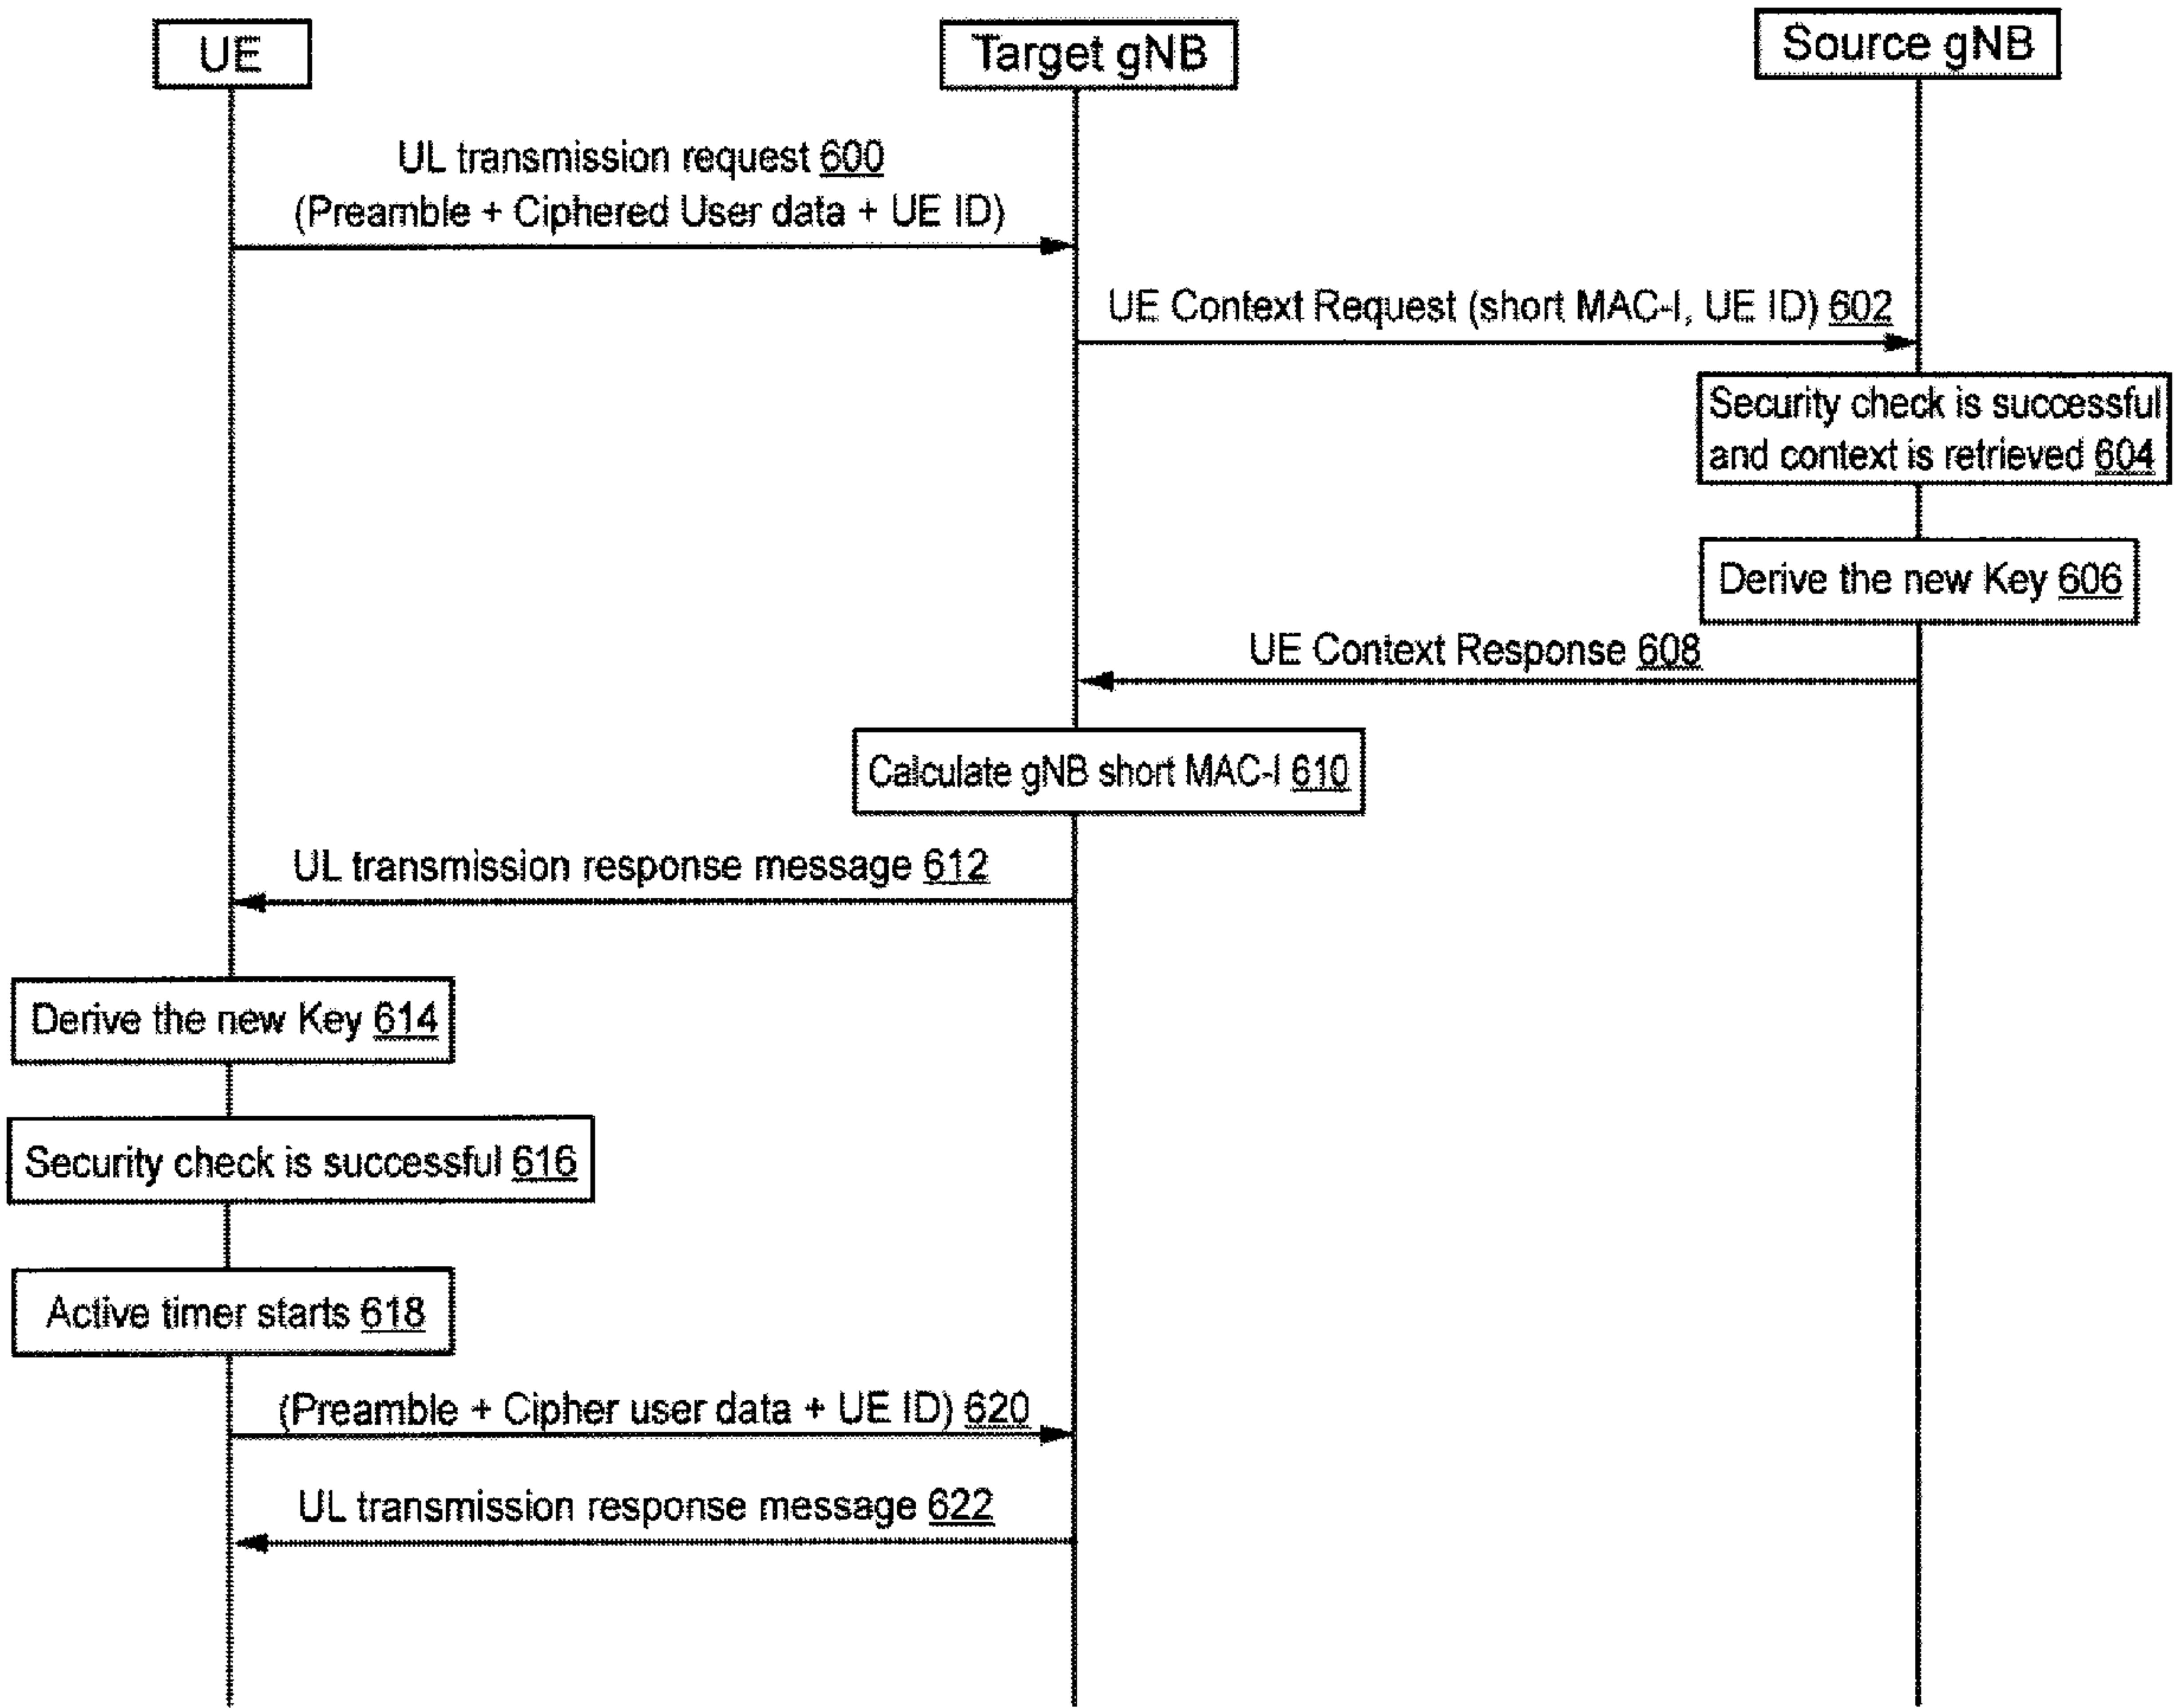 UE
Target gNB
Source gNB
UL transmission request 600
(Preamble + Ciphered User data + UE ID)
UE Context Request (short MAC-I, UE ID) 602
Security check is successful
and context is retrieved 604
Derive the new Key 606
UE Context Response 608
Calculate gNB short MAC-I 610
UL transmission response message 612
Derive the new Key 614
Security check is successful 616
Active timer starts 618
(Preamble + Cipher user data + UE ID) 620
UL transmission response message 622